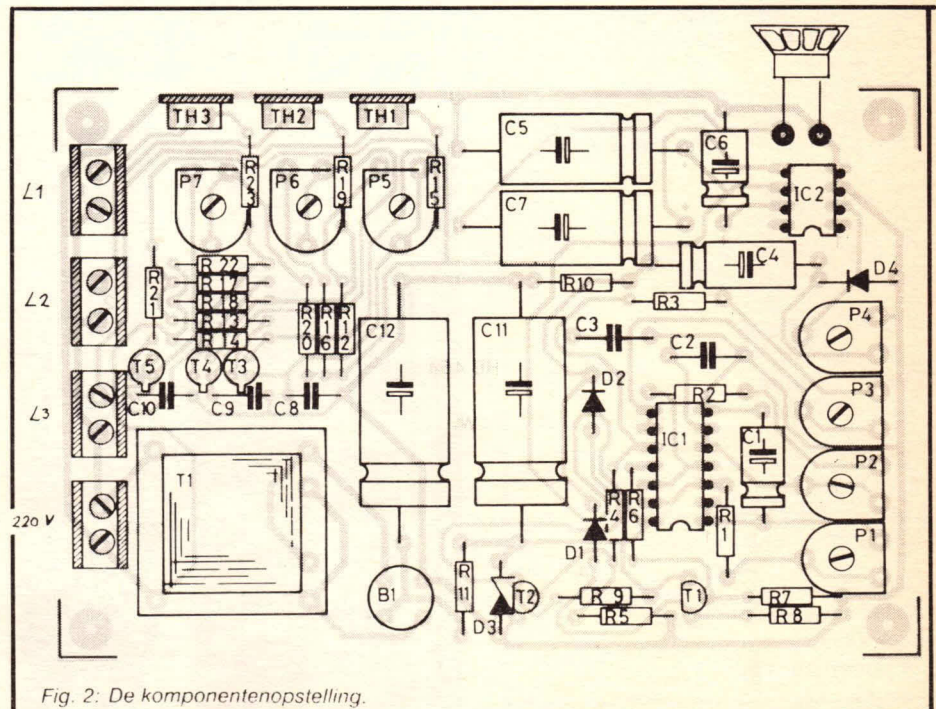 TH3 TH2 TH1
C5
C6
IC2
L1
P7
R23
P6
R19
P5
R15
C7
C4
R22
R17
R18
R13
R14
R10
R3
D4
L2
R21
R20
R16
R12
C12
C11
C3
C2
P4
T5
T4
T3
C10
C9
C8
D2
R2
P3
L3
IC1
C1
P2
T1
220 V
R4
R6
R1
D1
P1
B1
R11
D3
T2
R9
R5
T1
R7
R8
Fig. 2: De komponentenopstelling.